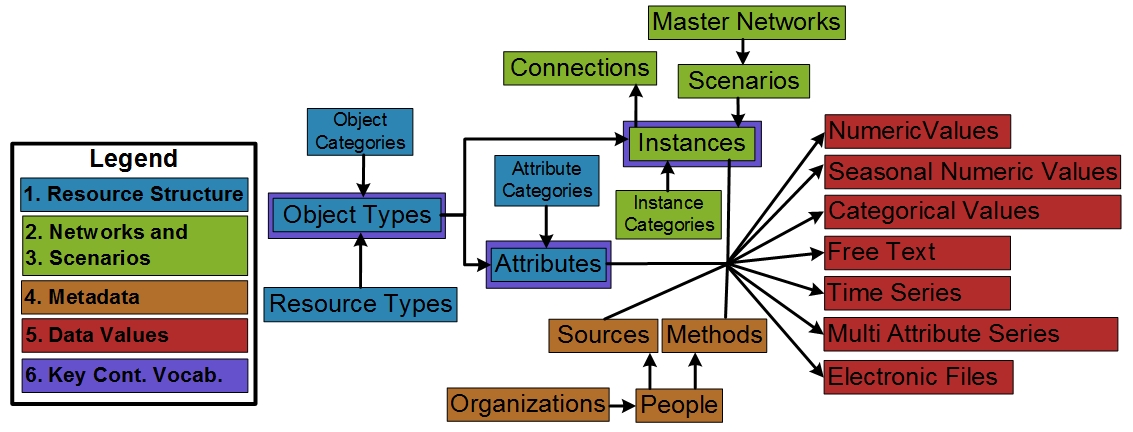 Master Networks
Connections
Scenarios
Object
Categories
Instances
NumericValues
Legend
Attribute
Categories
Seasonal Numeric Values
1. Resource Structure
Object Types
Instance
Categories
Categorical Values
2. Networks and
3. Scenarios
Attributes
Free Text
4. Metadata
Resource Types
Time Series
5. Data Values
Sources
Methods
Multi Attribute Series
6. Key Cont. Vocab.
Electronic Files
Organizations
People